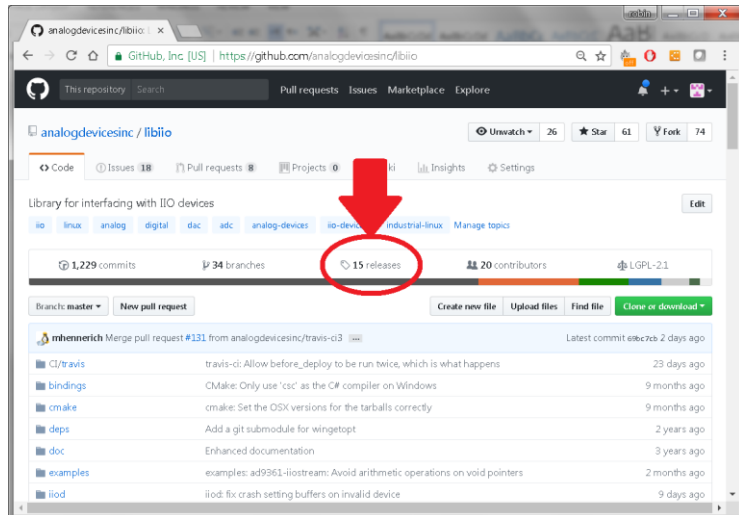 robin
analogdevicesinc/libiio: L
GitHub, Inc. [US] | https://github.com/analogdevicesinc/libiio
This repository Search Pull requests Issues Marketplace Explore
analogdevicesinc / libiio Unwatch 26 Star 61 Fork 74
Code Issues 18 Pull requests 8 Projects 0 ki Insights Settings
Library for interfacing with IIO devices Edit
iio linux analog digital dac adc analog-devices iio-devic industrial-linux Manage topics
1,229 commits 34 branches 15 releases 20 contributors LGPL-2.1
Branch: master New pull request Create new file Upload files Find file Clone or download
mhennerich Merge pull request #131 from analogdevicesinc/travis-ci3 ... Latest commit 69bc7cb 2 days ago
CI/travis travis-ci: Allow before_deploy to be run twice, which is what happens 23 days ago
bindings CMake: Only use 'csc' as the C# compiler on Windows 9 months ago
cmake cmake: Set the OSX versions for the tarballs correctly 9 months ago
deps Add a git submodule for wingetopt 2 years ago
doc Enhanced documentation 3 years ago
examples examples: ad9361-iiostream: Avoid arithmetic operations on void pointers 2 months ago
iiod iiod: fix crash setting buffers on invalid device 9 days ago